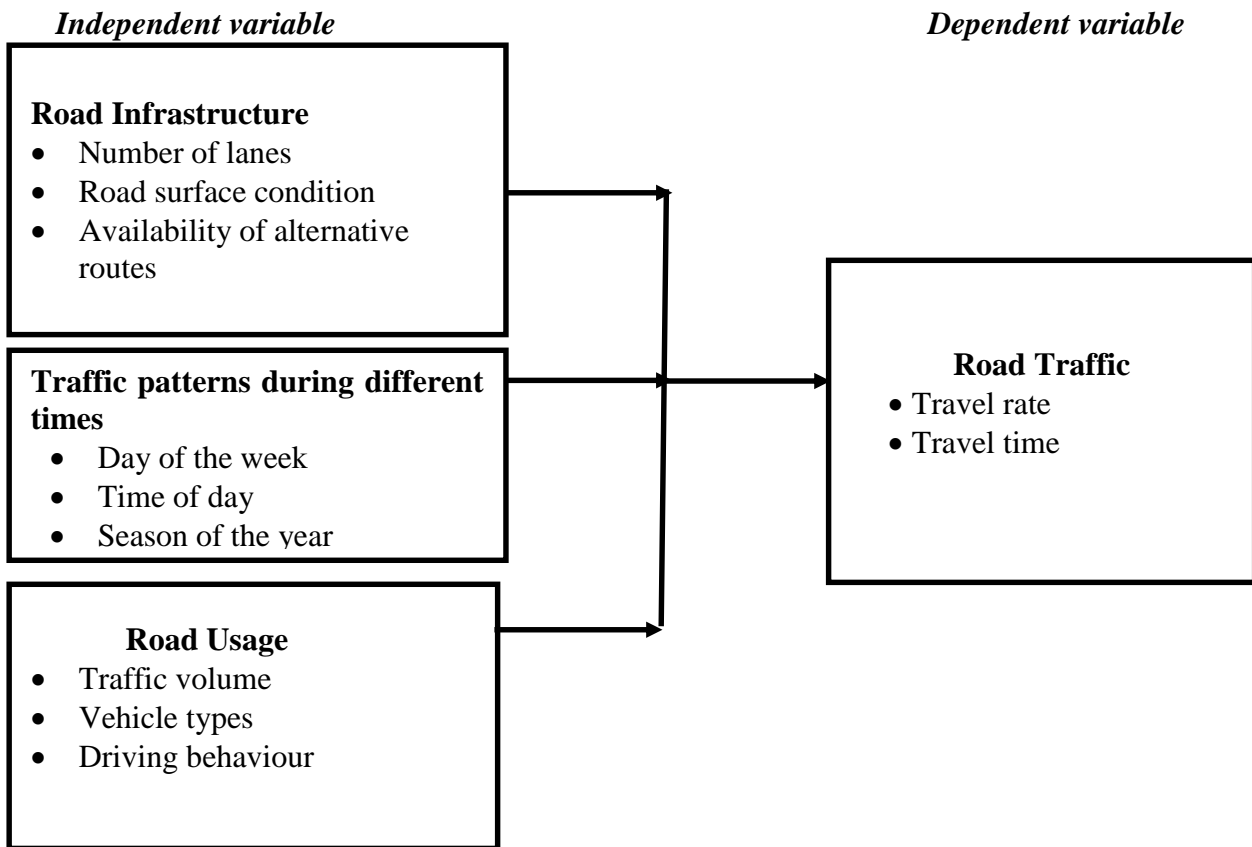 Independent variable
Dependent variable
Road Infrastructure
• Number of lanes
• Road surface condition
• Availability of alternative
routes
Traffic patterns during different
times
• Day of the week
• Time of day
• Season of the year
Road Usage
• Traffic volume
• Vehicle types
• Driving behaviour
Road Traffic
• Travel rate
• Travel time